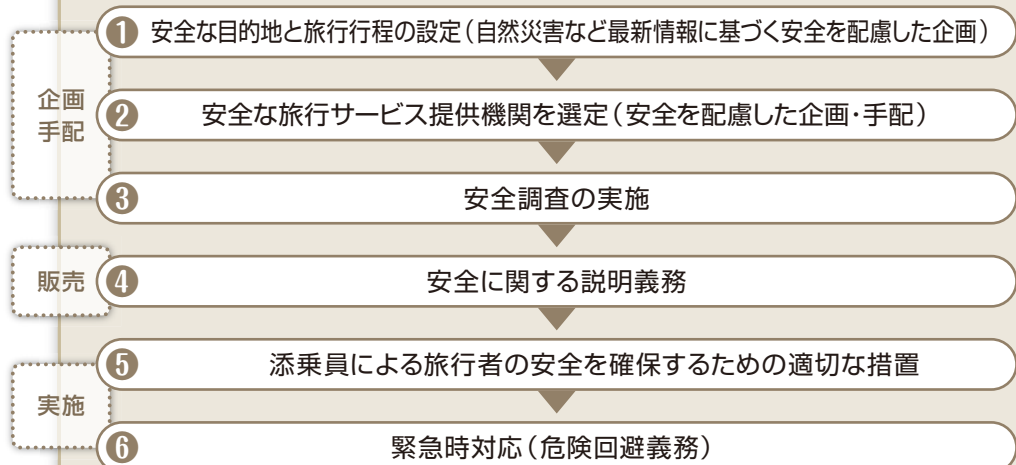 企画
手配
❶ 安全な目的地と旅行行程の設定（自然災害など最新情報に基づく安全を配慮した企画）
❷ 安全な旅行サービス提供機関を選定（安全を配慮した企画・手配）
❸ 安全調査の実施
販売
❹ 安全に関する説明義務
実施
❺ 添乗員による旅行者の安全を確保するための適切な措置
❻ 緊急時対応（危険回避義務）